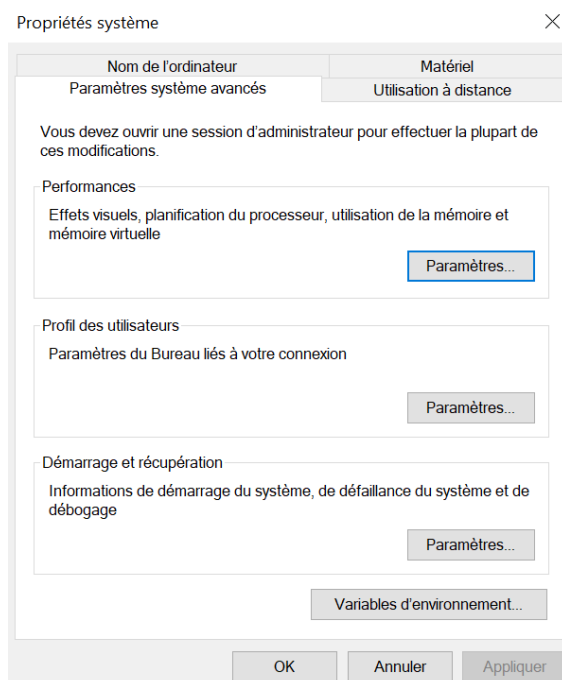 Propriétés système
Nom de l’ordinateur
Matériel
Paramètres système avancés
Utilisation à distance
Vous devez ouvrir une session d’administrateur pour effectuer la plupart de
ces modifications.
Performances
Effets visuels, planification du processeur, utilisation de la mémoire et
mémoire virtuelle
Paramètres...
Profil des utilisateurs
Paramètres du Bureau liés à votre connexion
Paramètres...
Démarrage et récupération
Informations de démarrage du système, de défaillance du système et de
débogage
Paramètres...
Variables d’environnement...
OK
Annuler
Appliquer